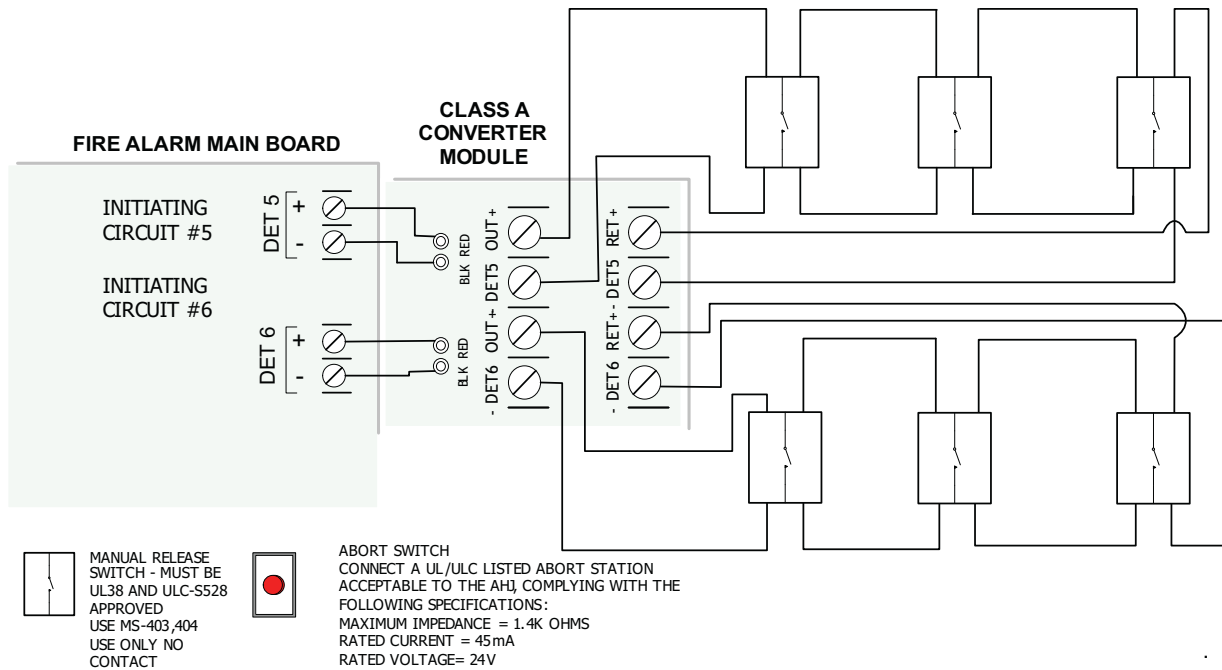 CLASS A
CONVERTER
MODULE
FIRE ALARM MAIN BOARD
INITIATING
CIRCUIT #5
INITIATING
CIRCUIT #6
DET 5
+
-
DET 6
+
-
BLK RED
BLK RED
DET5 OUT+
-
DET6 OUT+
-
DET5 RET+
-
DET6 RET+
-
MANUAL RELEASE
SWITCH - MUST BE
UL38 AND ULC-S528
APPROVED
USE MS-403,404
USE ONLY NO
CONTACT
ABORT SWITCH
CONNECT A UL/ULC LISTED ABORT STATION
ACCEPTABLE TO THE AHJ, COMPLYING WITH THE
FOLLOWING SPECIFICATIONS:
MAXIMUM IMPEDANCE = 1.4K OHMS
RATED CURRENT = 45mA
RATED VOLTAGE= 24V
.